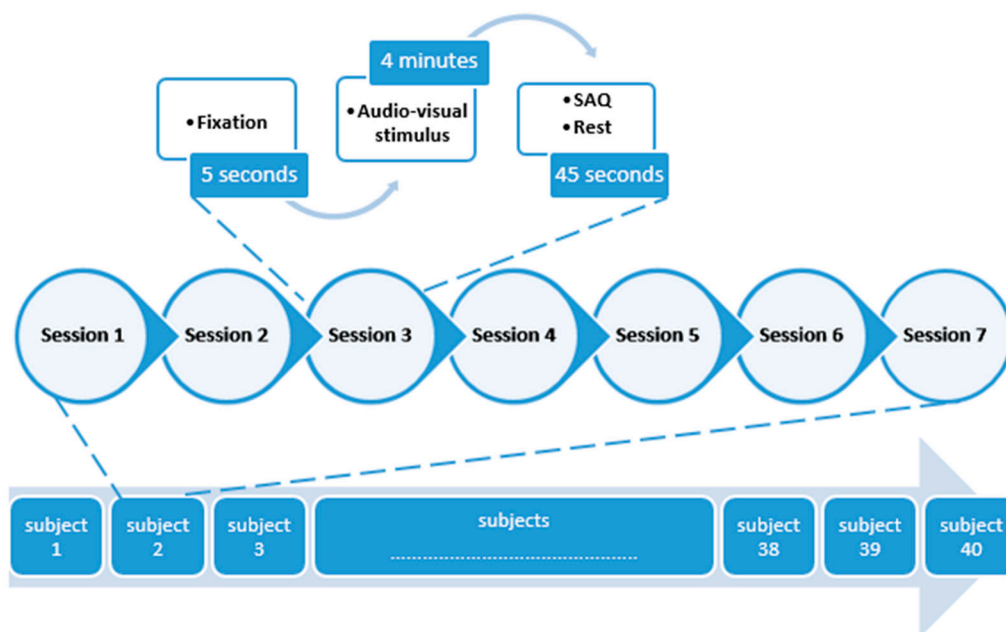 4 minutes
•Fixation
•Audio-visual
stimulus
•SAQ
•Rest
5 seconds
45 seconds
Session 1
Session 2
Session 3
Session 4
Session 5
Session 6
Session 7
subject
1
subject
2
subject
3
subjects
..........................................
subject
38
subject
39
subject
40